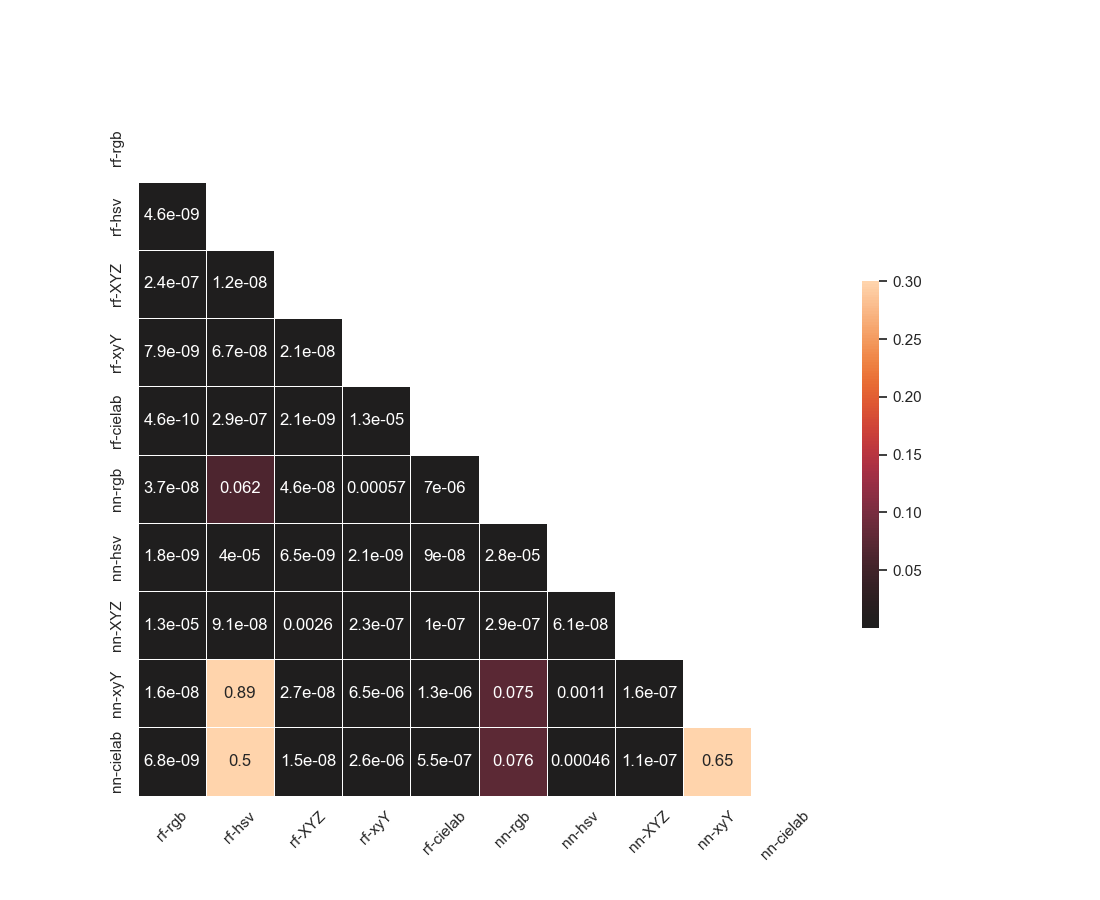 rf-rgb
rf-hsv 4.6e-09
rf-XYZ 2.4e-07 1.2e-08
rf-xyY 7.9e-09 6.7e-08 2.1e-08
rf-cielab 4.6e-10 2.9e-07 2.1e-09 1.3e-05
nn-rgb 3.7e-08 0.062 4.6e-08 0.00057 7e-06
nn-hsv 1.8e-09 4e-05 6.5e-09 2.1e-09 9e-08 2.8e-05
nn-XYZ 1.3e-05 9.1e-08 0.0026 2.3e-07 1e-07 2.9e-07 6.1e-08
nn-xyY 1.6e-08 0.89 2.7e-08 6.5e-06 1.3e-06 0.075 0.0011 1.6e-07
nn-cielab 6.8e-09 0.5 1.5e-08 2.6e-06 5.5e-07 0.076 0.00046 1.1e-07 0.65
rf-rgb rf-hsv rf-XYZ rf-xyY rf-cielab nn-rgb nn-hsv nn-XYZ nn-xyY nn-cielab
0.30
0.25
0.20
0.15
0.10
0.05